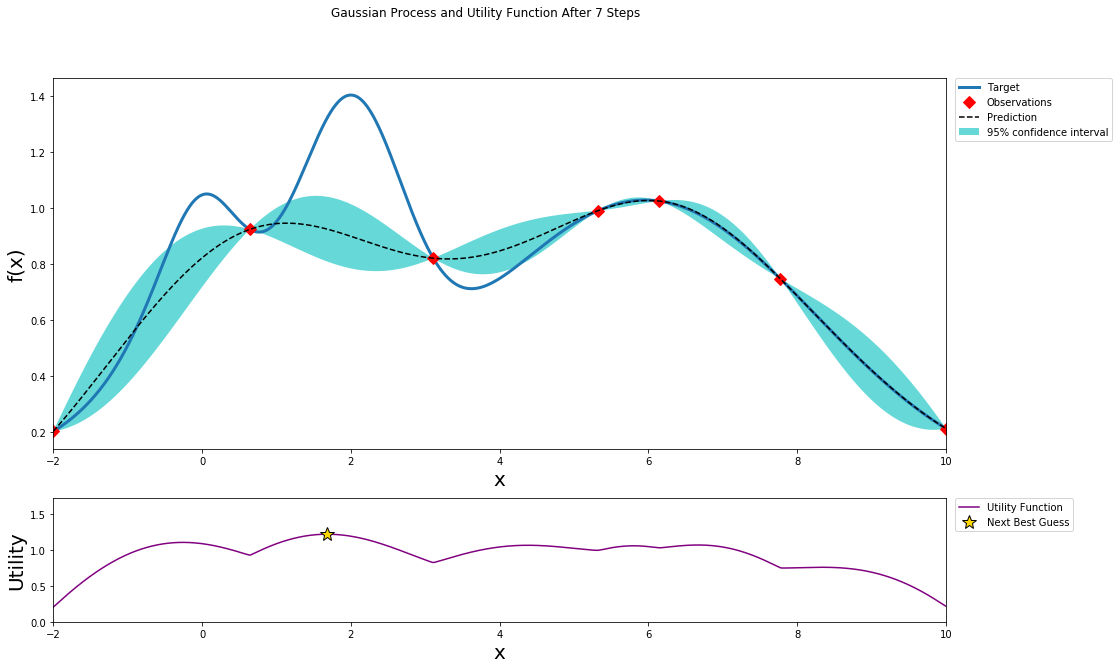 Gaussian Process and Utility Function After 7 Steps
Target
Observations
Prediction
95% confidence interval
f(x)
1.4
1.2
1.0
0.8
0.6
0.4
0.2
−2 0 2 4 6 8 10
x
Utility Function
Next Best Guess
Utility
1.5
1.0
0.5
0.0
−2 0 2 4 6 8 10
x